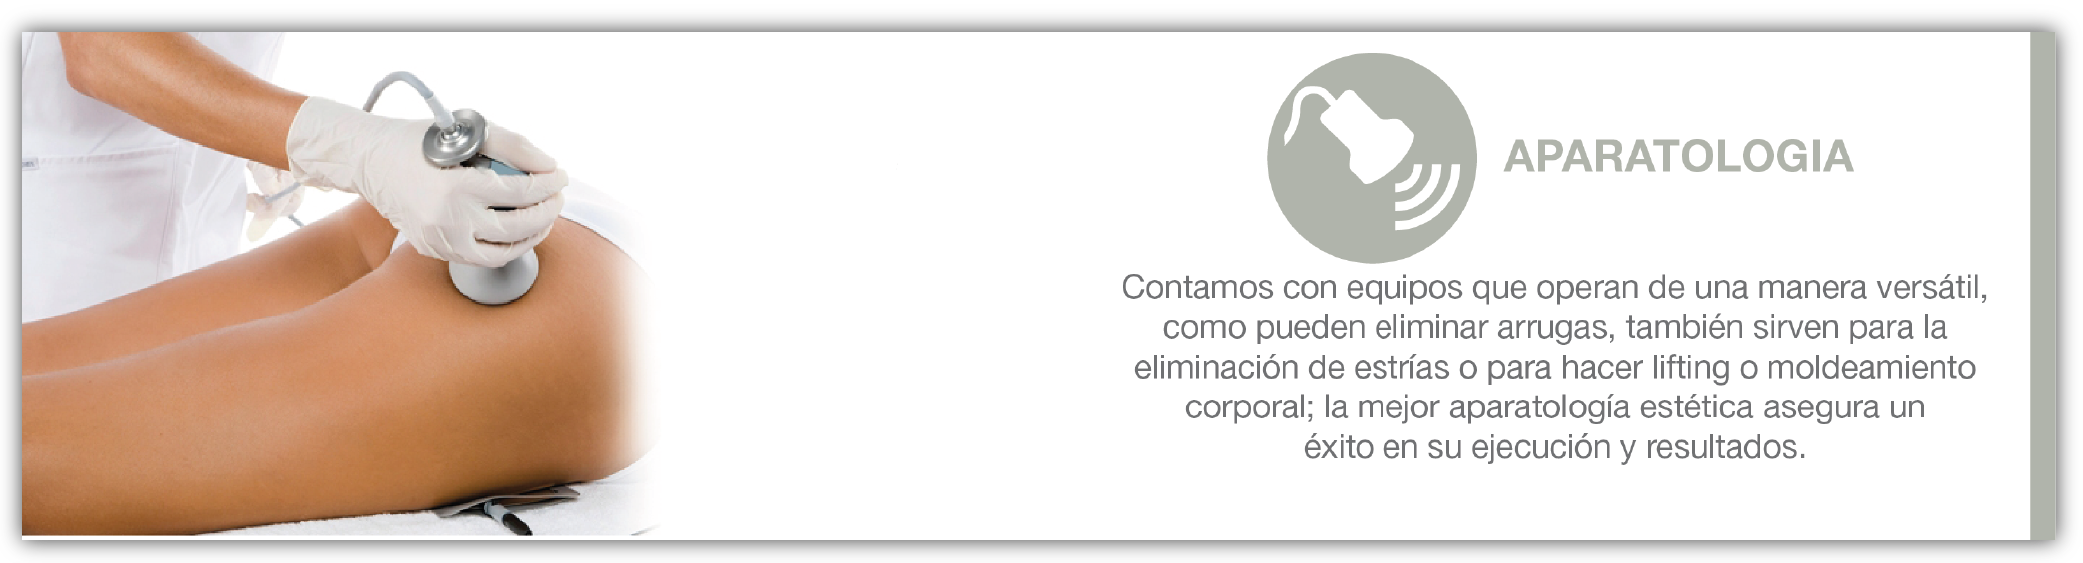 APARATOLOGIA
Contamos con equipos que operan de una manera versátil,
como pueden eliminar arrugas, también sirven para la
eliminación de estrías o para hacer lifting o moldeamiento
corporal; la mejor aparatología estética asegura un
éxito en su ejecución y resultados.